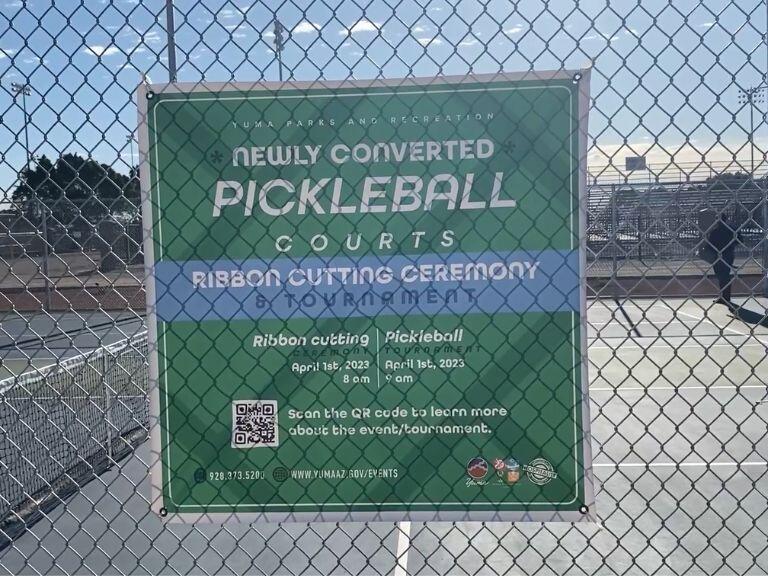 YUMA PARKS AND RECREATION
* NEWLY CONVERTED *
PICKLEBALL
COURTS
RIBBON CUTTING CEREMONY
& TOURNAMENT
Ribbon cutting
CEREMONY
April 1st, 2023
8 am
Pickleball
TOURNAMENT
April 1st, 2023
9 am
Scan the QR code to learn more
about the event/tournament.
928.373.5200
WWW.YUMAAZ.GOV/EVENTS
Yuma